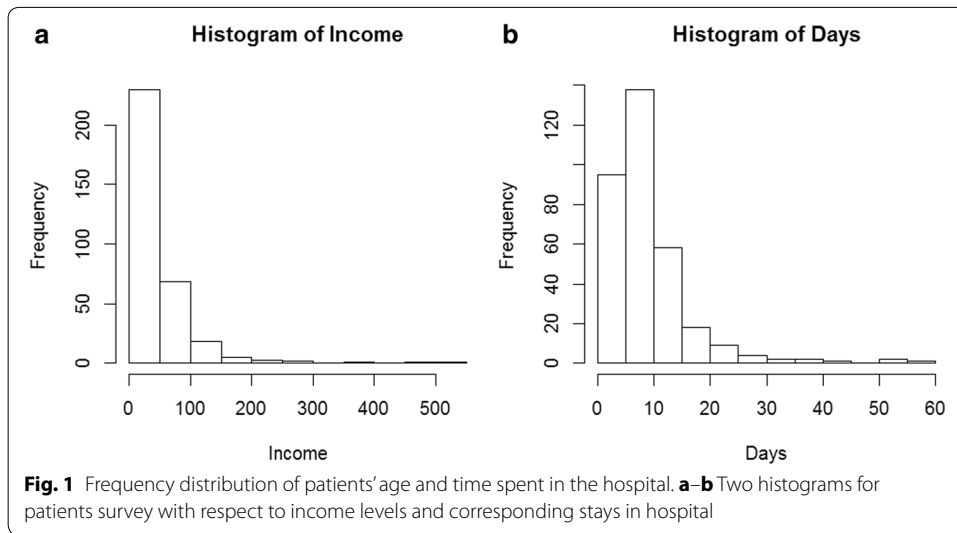 a Histogram of Income
Frequency
0 50 100 150 200
0 100 200 300 400 500
Income
b Histogram of Days
Frequency
0 20 40 60 80 120
0 10 20 30 40 50 60
Days
Fig. 1 Frequency distribution of patients' age and time spent in the hospital. a–b Two histograms for
patients survey with respect to income levels and corresponding stays in hospital